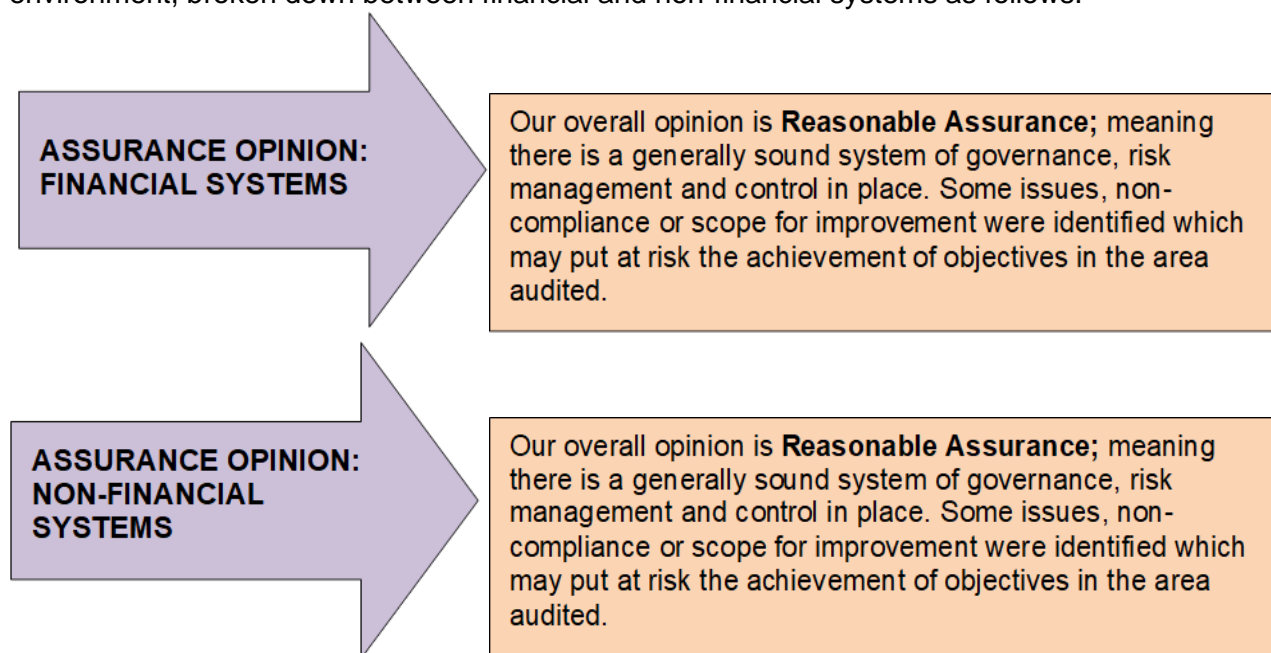 environment, broken down between financial and non-financial systems as follows:
ASSURANCE OPINION:
FINANCIAL SYSTEMS
Our overall opinion is Reasonable Assurance; meaning
there is a generally sound system of governance, risk
management and control in place. Some issues, non-
compliance or scope for improvement were identified which
may put at risk the achievement of objectives in the area
audited.
ASSURANCE OPINION:
NON-FINANCIAL
SYSTEMS
Our overall opinion is Reasonable Assurance; meaning
there is a generally sound system of governance, risk
management and control in place. Some issues, non-
compliance or scope for improvement were identified which
may put at risk the achievement of objectives in the area
audited.